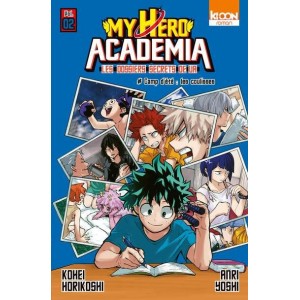 02
KI-OON
roman
MY HERO
ACADEMIA
LES DOSSIERS SECRETS DE UA
# Camp d'été : les coulisses
KOHEI
HORIKOSHI
ANRI
YOSHI